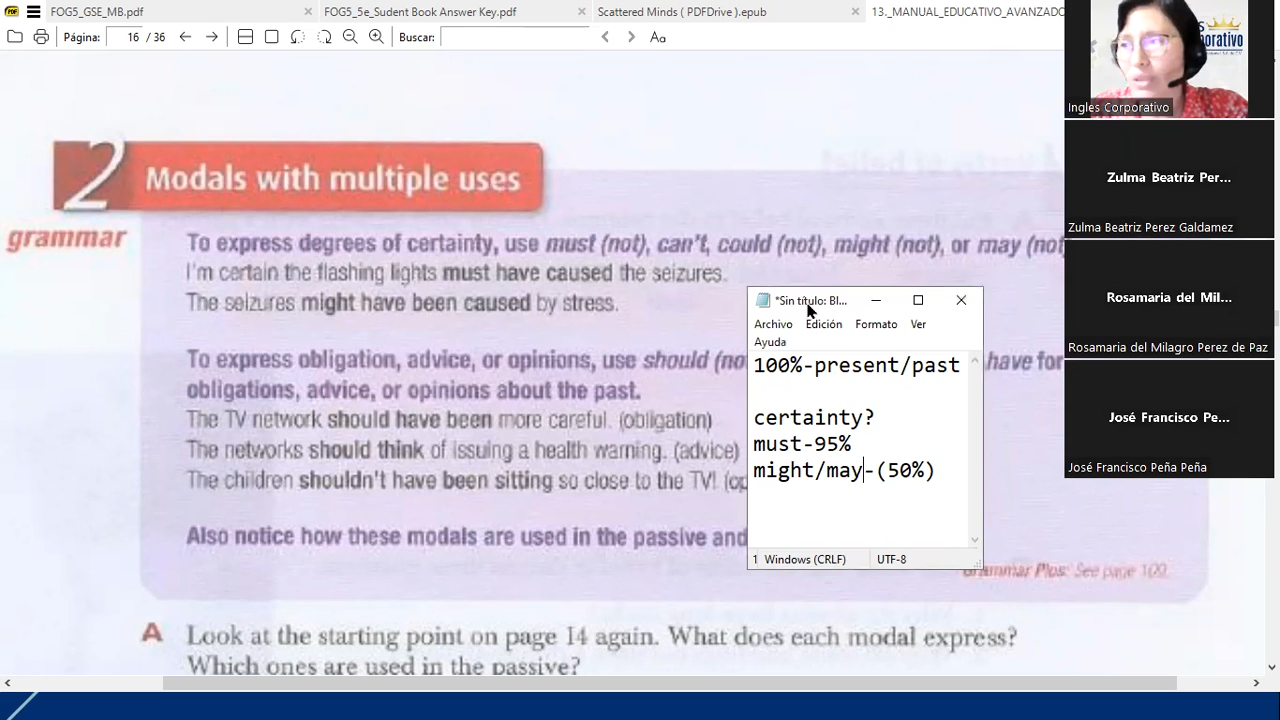 FOG5_GSE_MB.pdf
FOG5_5e_Sudent Book Answer Key.pdf
Scattered Minds ( PDFDrive ).epub
13._MANUAL_EDUCATIVO_AVANZADO
Página: 16 / 36
Buscar:
Aa
2 Modals with multiple uses
grammar
To express degrees of certainty, use must (not), can't, could (not), might (not), or may (not
I'm certain the flashing lights must have caused the seizures.
The seizures might have been caused by stress.
To express obligation, advice, or opinions, use should (no
have for
obligations, advice, or opinions about the past.
The TV network should have been more careful. (obligation)
The networks should think of issuing a health warning. (advice)
The children shouldn't have been sitting so close to the TV! (op
Also notice how these modals are used in the passive and
Grammar Plus: See page 109.
A Look at the starting point on page 14 again. What does each modal express?
Which ones are used in the passive?
*Sin título: Bl...
Archivo Edición Formato Ver
Ayuda
100%-present/past
certainty?
must-95%
might/may-(50%)
1 Windows (CRLF) UTF-8
Ingles Corporativo
Zulma Beatriz Per...
Zulma Beatriz Perez Galdamez
Rosamaria del Mil...
Rosamaria del Milagro Perez de Paz
José Francisco Pe...
José Francisco Peña Peña